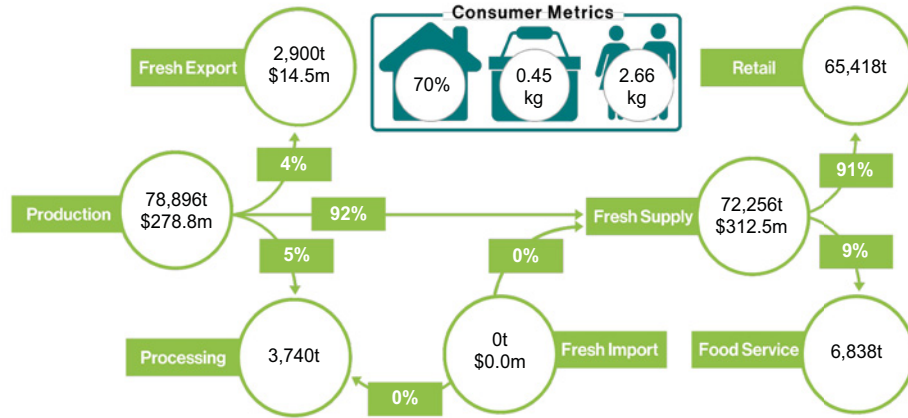 Consumer Metrics
70%
0.45
kg
2.66
kg
Fresh Export
2,900t
$14.5m
Retail
65,418t
4%
91%
Production
78,896t
$278.8m
92%
Fresh Supply
72,256t
$312.5m
5%
0%
9%
Processing
3,740t
0t
$0.0m
Fresh Import
Food Service
6,838t
0%